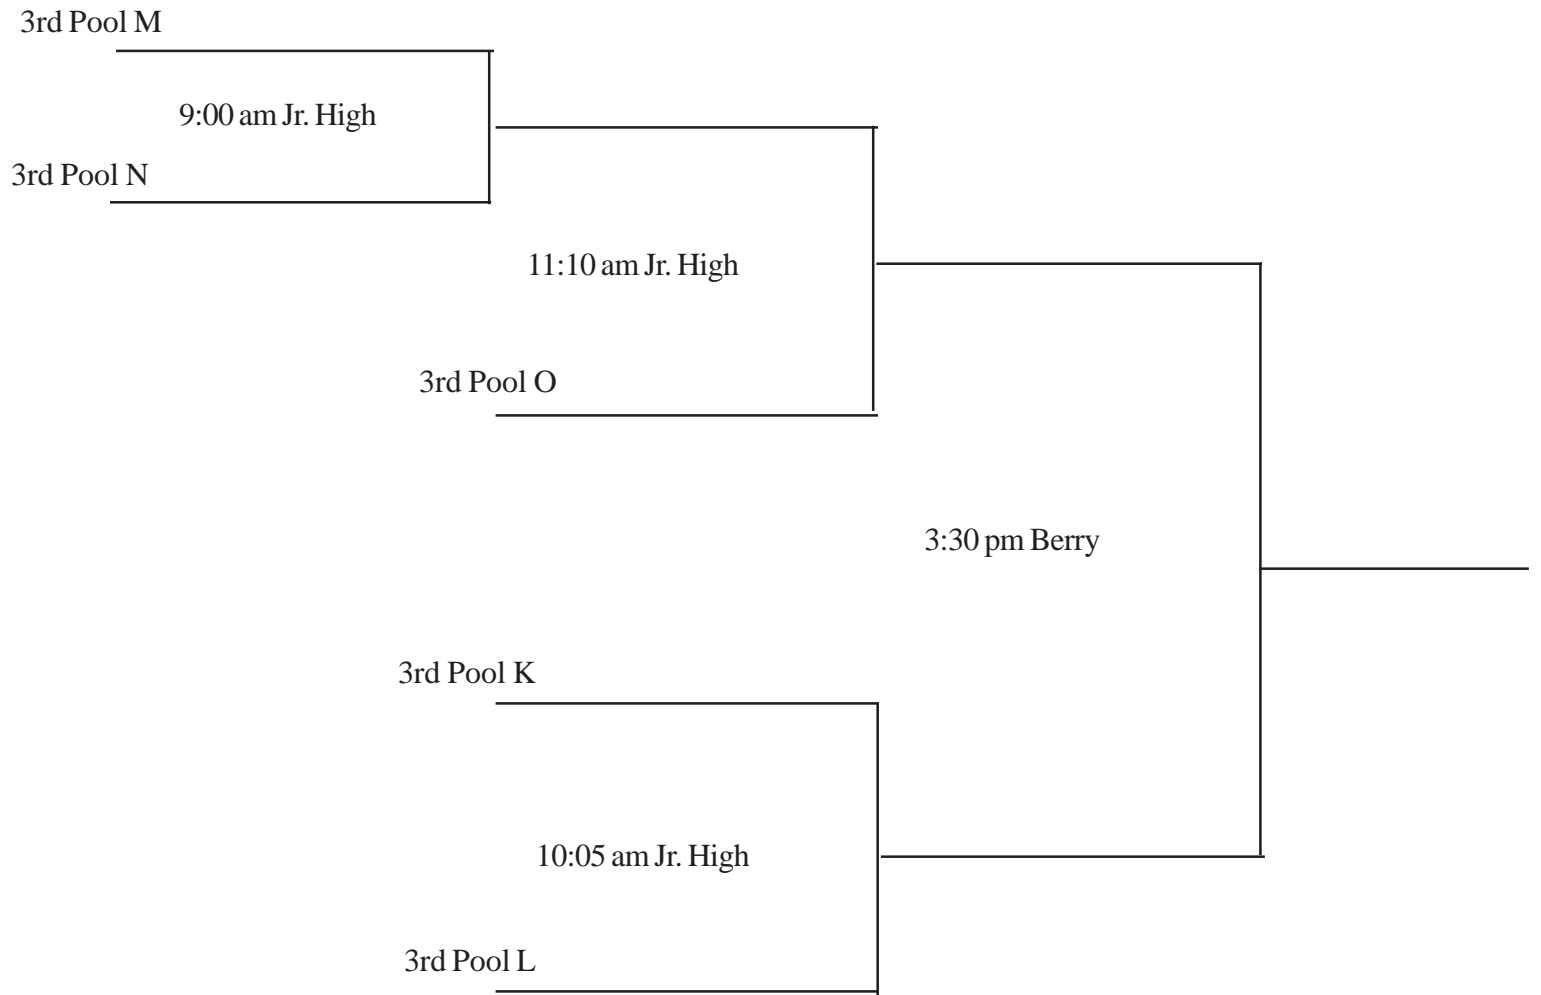 3rd Pool M
9:00 am Jr. High
3rd Pool N
11:10 am Jr. High
3rd Pool O
3:30 pm Berry
3rd Pool K
10:05 am Jr. High
3rd Pool L